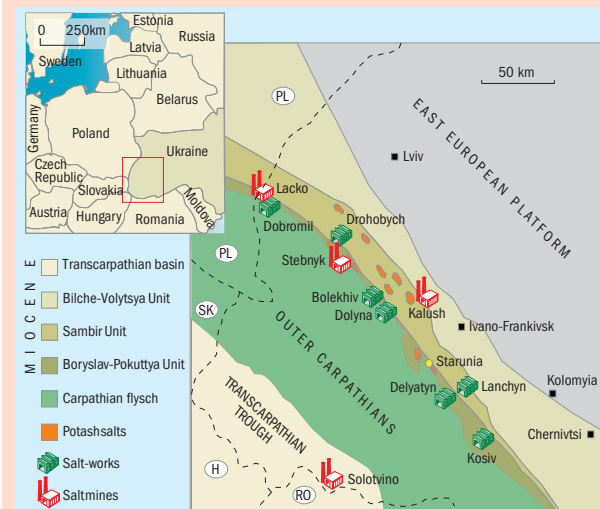 0 250km
Estonia
Russia
Latvia
Sweden
Lithuania
Belarus
Germany
Poland
Ukraine
Czech
Republic
Slovakia
Moldova
Austria
Hungary
Romania
50 km
PL
EAST EUROPEAN PLATFORM
Lviv
Lacko
Dobromil
Drohobych
Stebnyk
PL
Bolekhiv
Dolyna
Kalush
SK
OUTER CARPATHIANS
Ivano-Frankivsk
Starunia
TRANSCARPATHIAN
TROUGH
Delyatyn
Lanchyn
Kolomyia
Chernivtsi
Kosiv
H
Solotvino
RO
MIOCENE
Transcarpathian basin
Bilche-Volytsya Unit
Sambir Unit
Boryslav-Pokuttya Unit
Carpathian flysch
Potashsalts
Salt-works
Saltmines